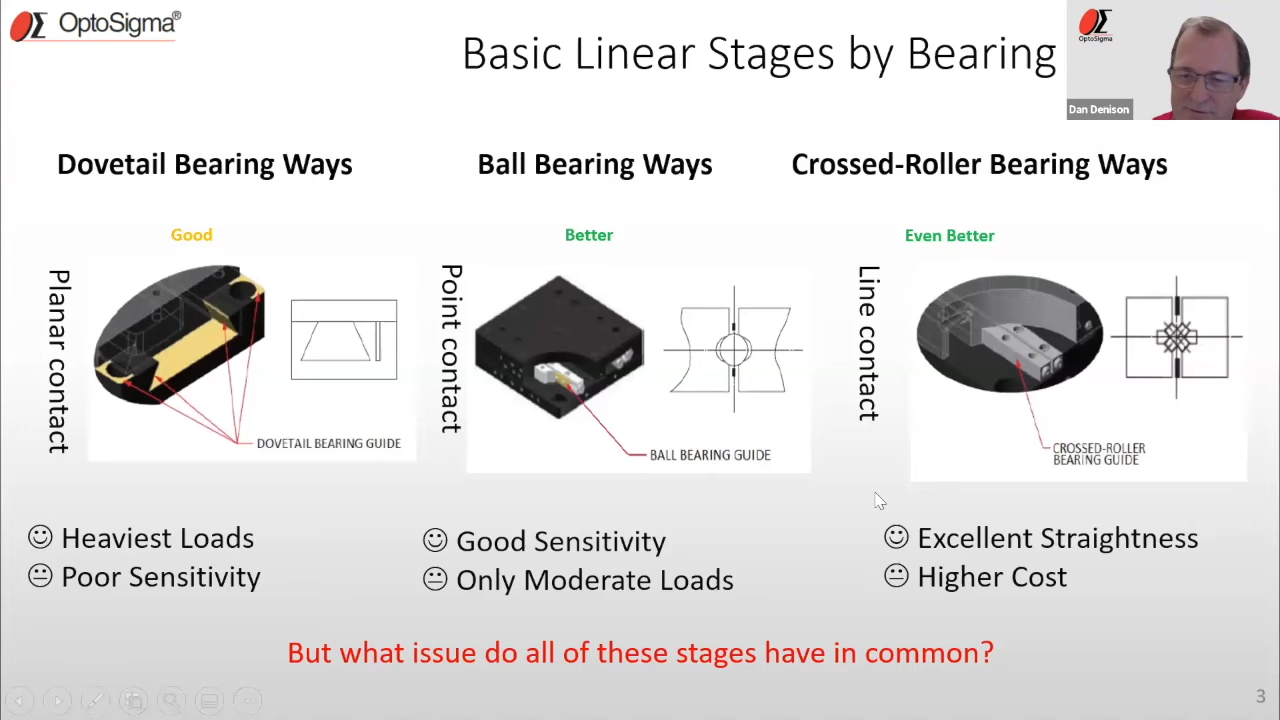 OptoSigma®
Basic Linear Stages by Bearing
OptoSigma
Dan Denison
Dovetail Bearing Ways
Ball Bearing Ways
Crossed-Roller Bearing Ways
Good
Better
Even Better
Planar contact
DOVETAIL BEARING GUIDE
Point contact
BALL BEARING GUIDE
Line contact
CROSSED-ROLLER
BEARING GUIDE
Heaviest Loads
Poor Sensitivity
Good Sensitivity
Only Moderate Loads
Excellent Straightness
Higher Cost
But what issue do all of these stages have in common?
3